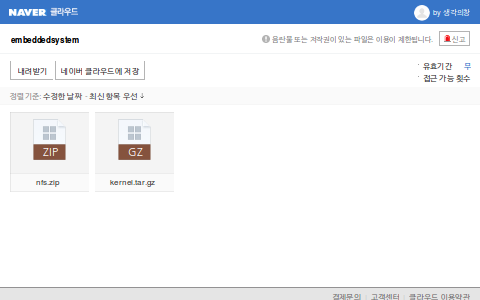 NAVER 클라우드
by 생각의창
embeddedsystem
음란물 또는 저작권이 있는 파일은 이용이 제한됩니다.
신고
내려받기
네이버 클라우드에 저장
유효기간 무
접근 가능 횟수
정렬기준: 수정한 날짜 - 최신 항목 우선 ↓
ZIP
GZ
nfs.zip
kernel.tar.gz
결제문의 | 고객센터 | 클라우드 이용약관